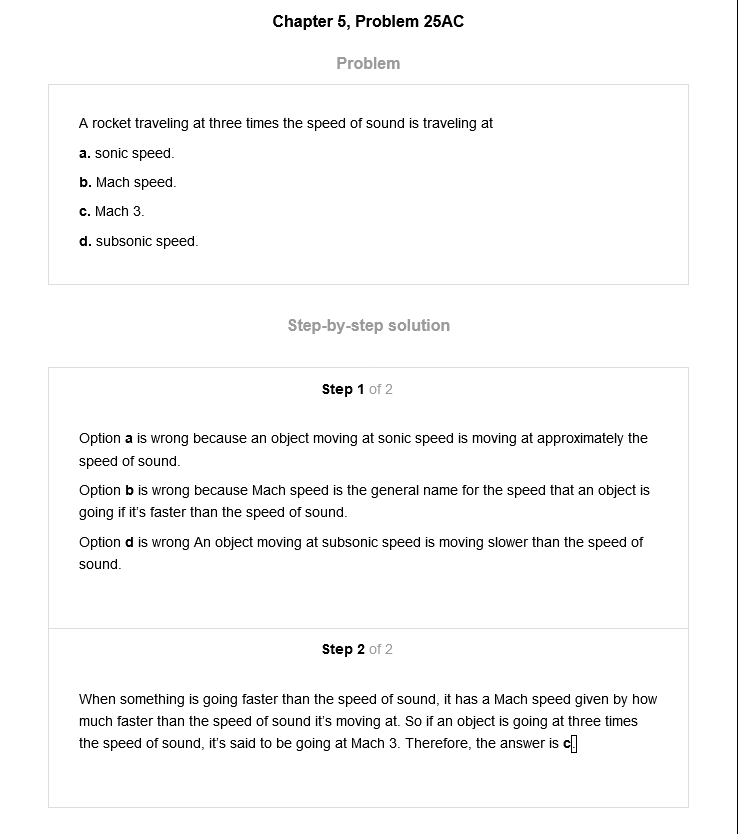 Chapter 5, Problem 25AC
Problem
A rocket traveling at three times the speed of sound is traveling at
a. sonic speed.
b. Mach speed.
c. Mach 3.
d. subsonic speed.
Step-by-step solution
Step 1 of 2
Option a is wrong because an object moving at sonic speed is moving at approximately the
speed of sound.
Option b is wrong because Mach speed is the general name for the speed that an object is
going if it's faster than the speed of sound.
Option d is wrong An object moving at subsonic speed is moving slower than the speed of
sound.
Step 2 of 2
When something is going faster than the speed of sound, it has a Mach speed given by how
much faster than the speed of sound it's moving at. So if an object is going at three times
the speed of sound, it's said to be going at Mach 3. Therefore, the answer is c.